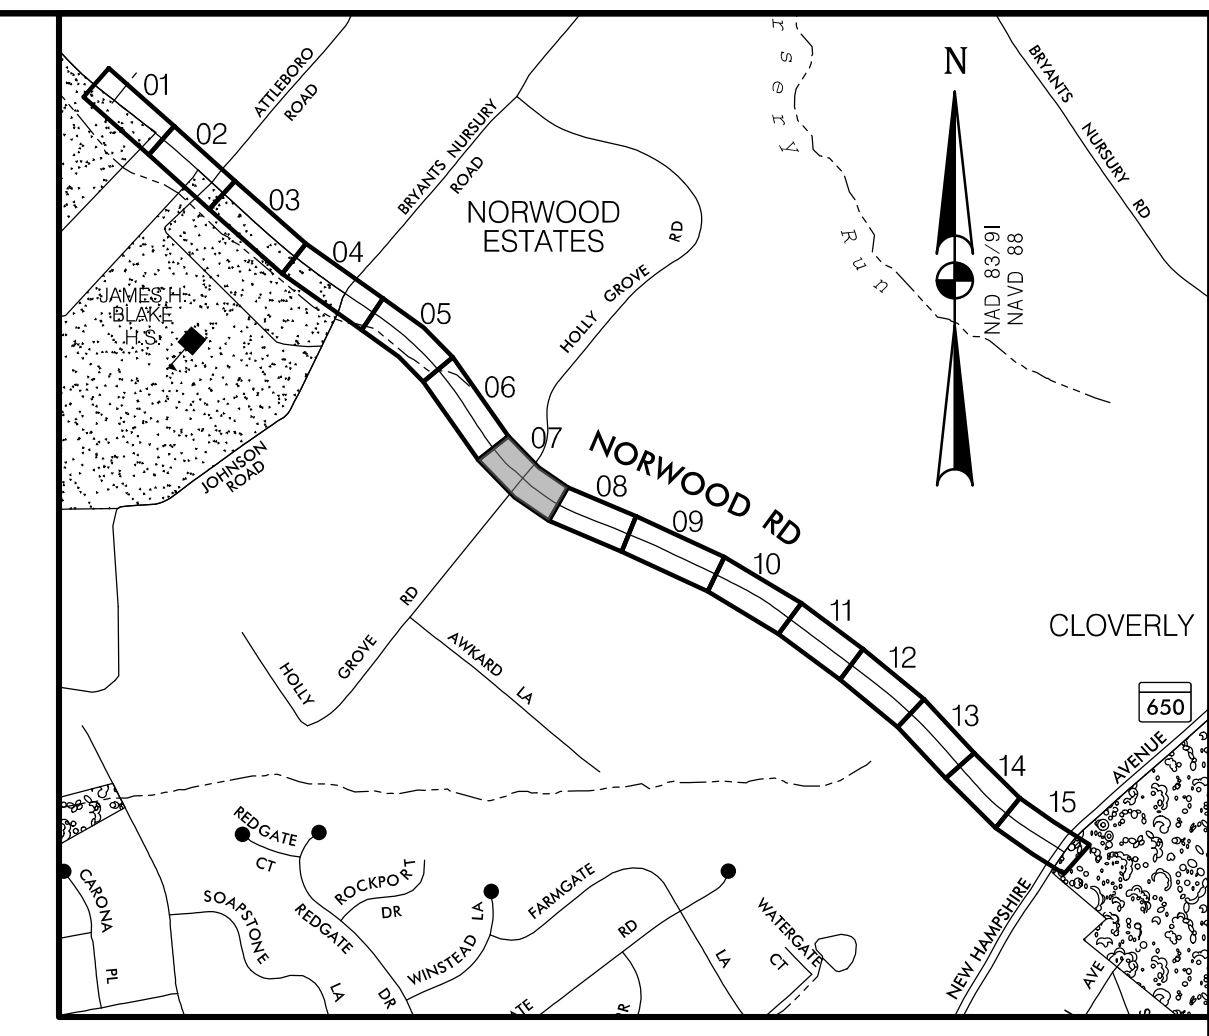 01
02
03
04
05
06
07
08
09
10
11
12
13
14
15
ATTLEBORO
ROAD
BRYANTS NURSURY
ROAD
NORWOOD
ESTATES
HOLLY GROVE RD
rsery Run
N
NAD 83/91
NAVD 88
BRYANTS NURSURY RD
JAMES H.
BLAKE
H.S.
JOHNSON
ROAD
NORWOOD RD
CLOVERLY
650
HOLLY GROVE RD
AWKARD LA
NEW HAMPSHIRE AVENUE
REDGATE
CT
ROCKPORT
DR
SOAPSTONE LA
REDGATE DR
WINSTEAD LA
FARMGATE LA
RD
WATERGATE
CT
CARONA PL
AVE